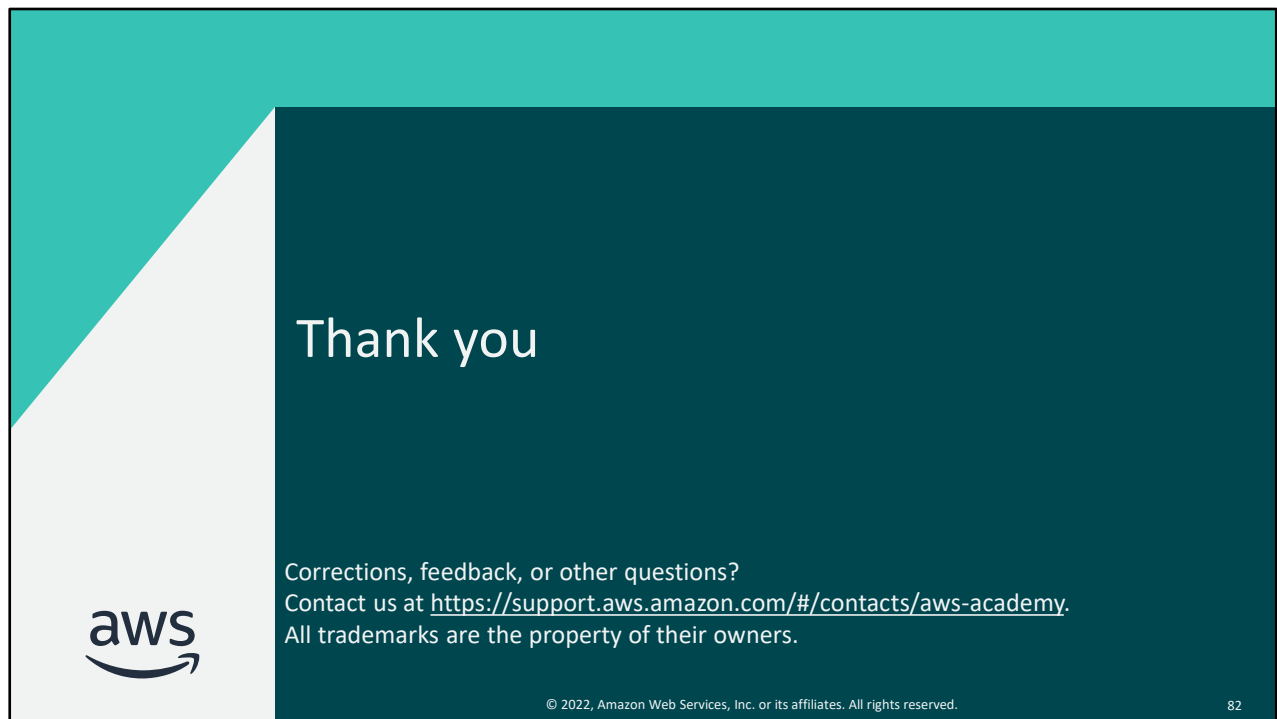 Thank you
Corrections, feedback, or other questions?
Contact us at https://support.aws.amazon.com/#/contacts/aws-academy.
All trademarks are the property of their owners.
aws
© 2022, Amazon Web Services, Inc. or its affiliates. All rights reserved.
82